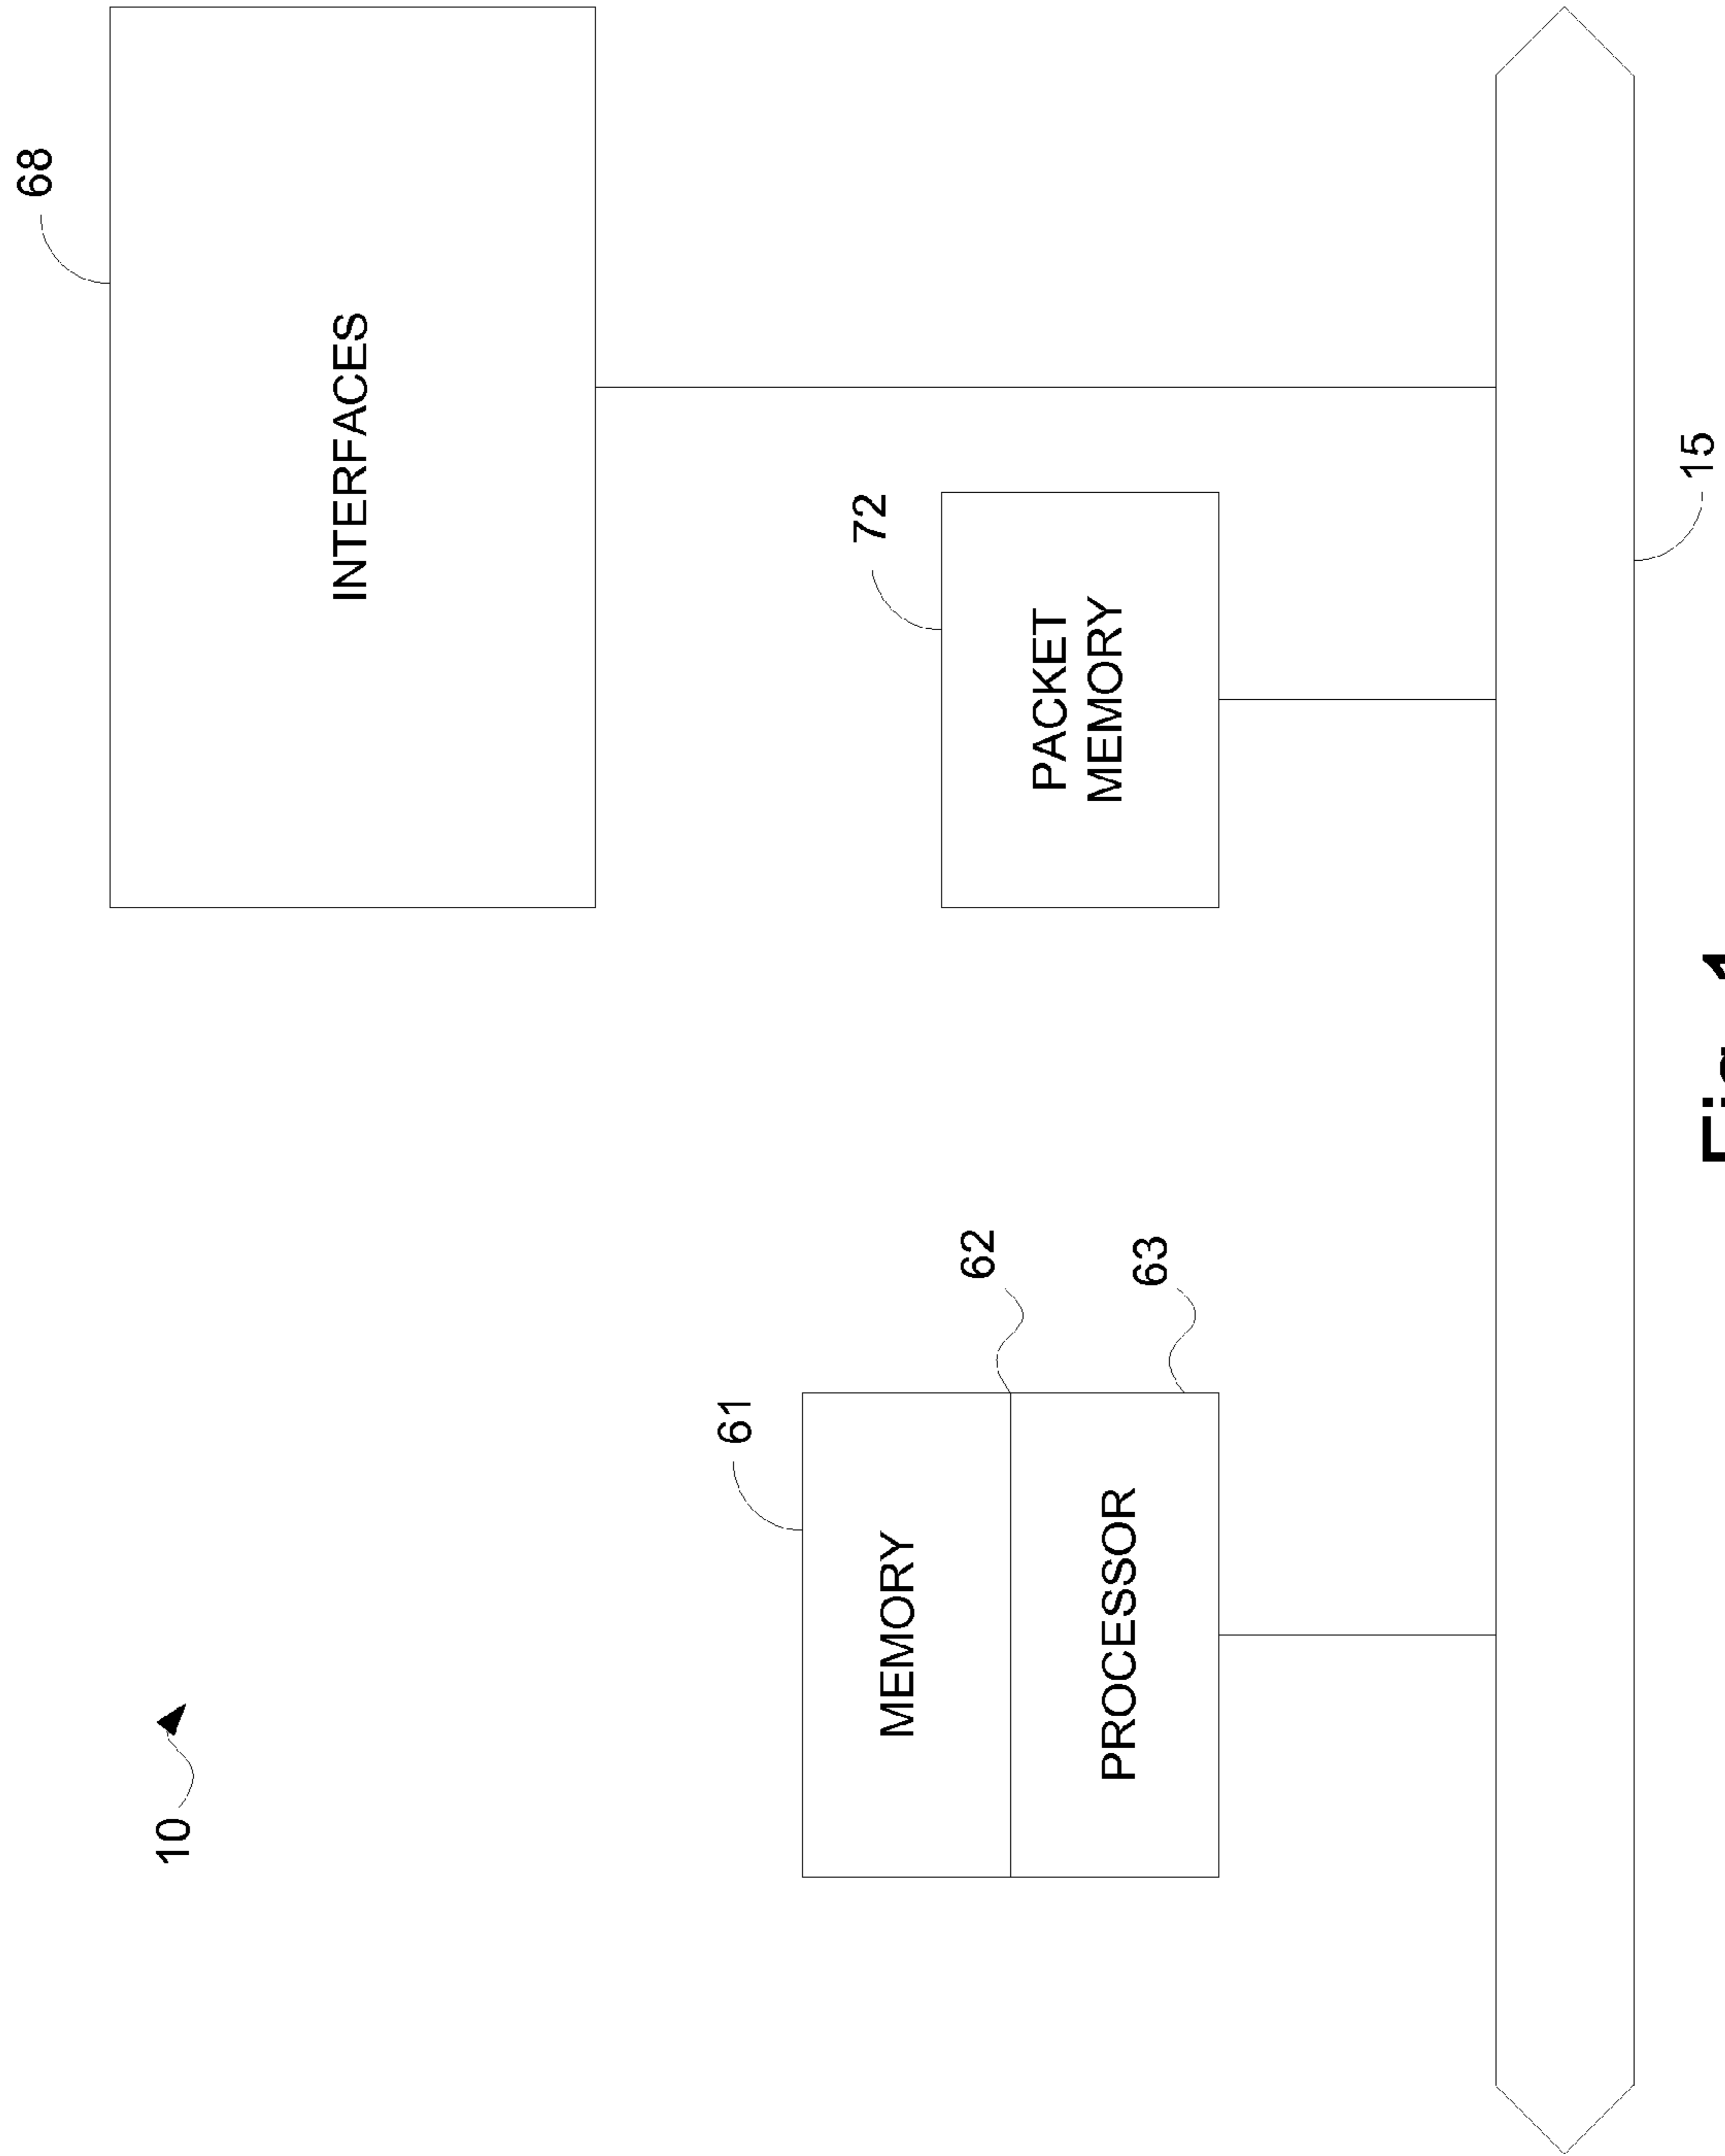 10
68
INTERFACES
61
MEMORY
62
PROCESSOR
63
72
PACKET
MEMORY
15